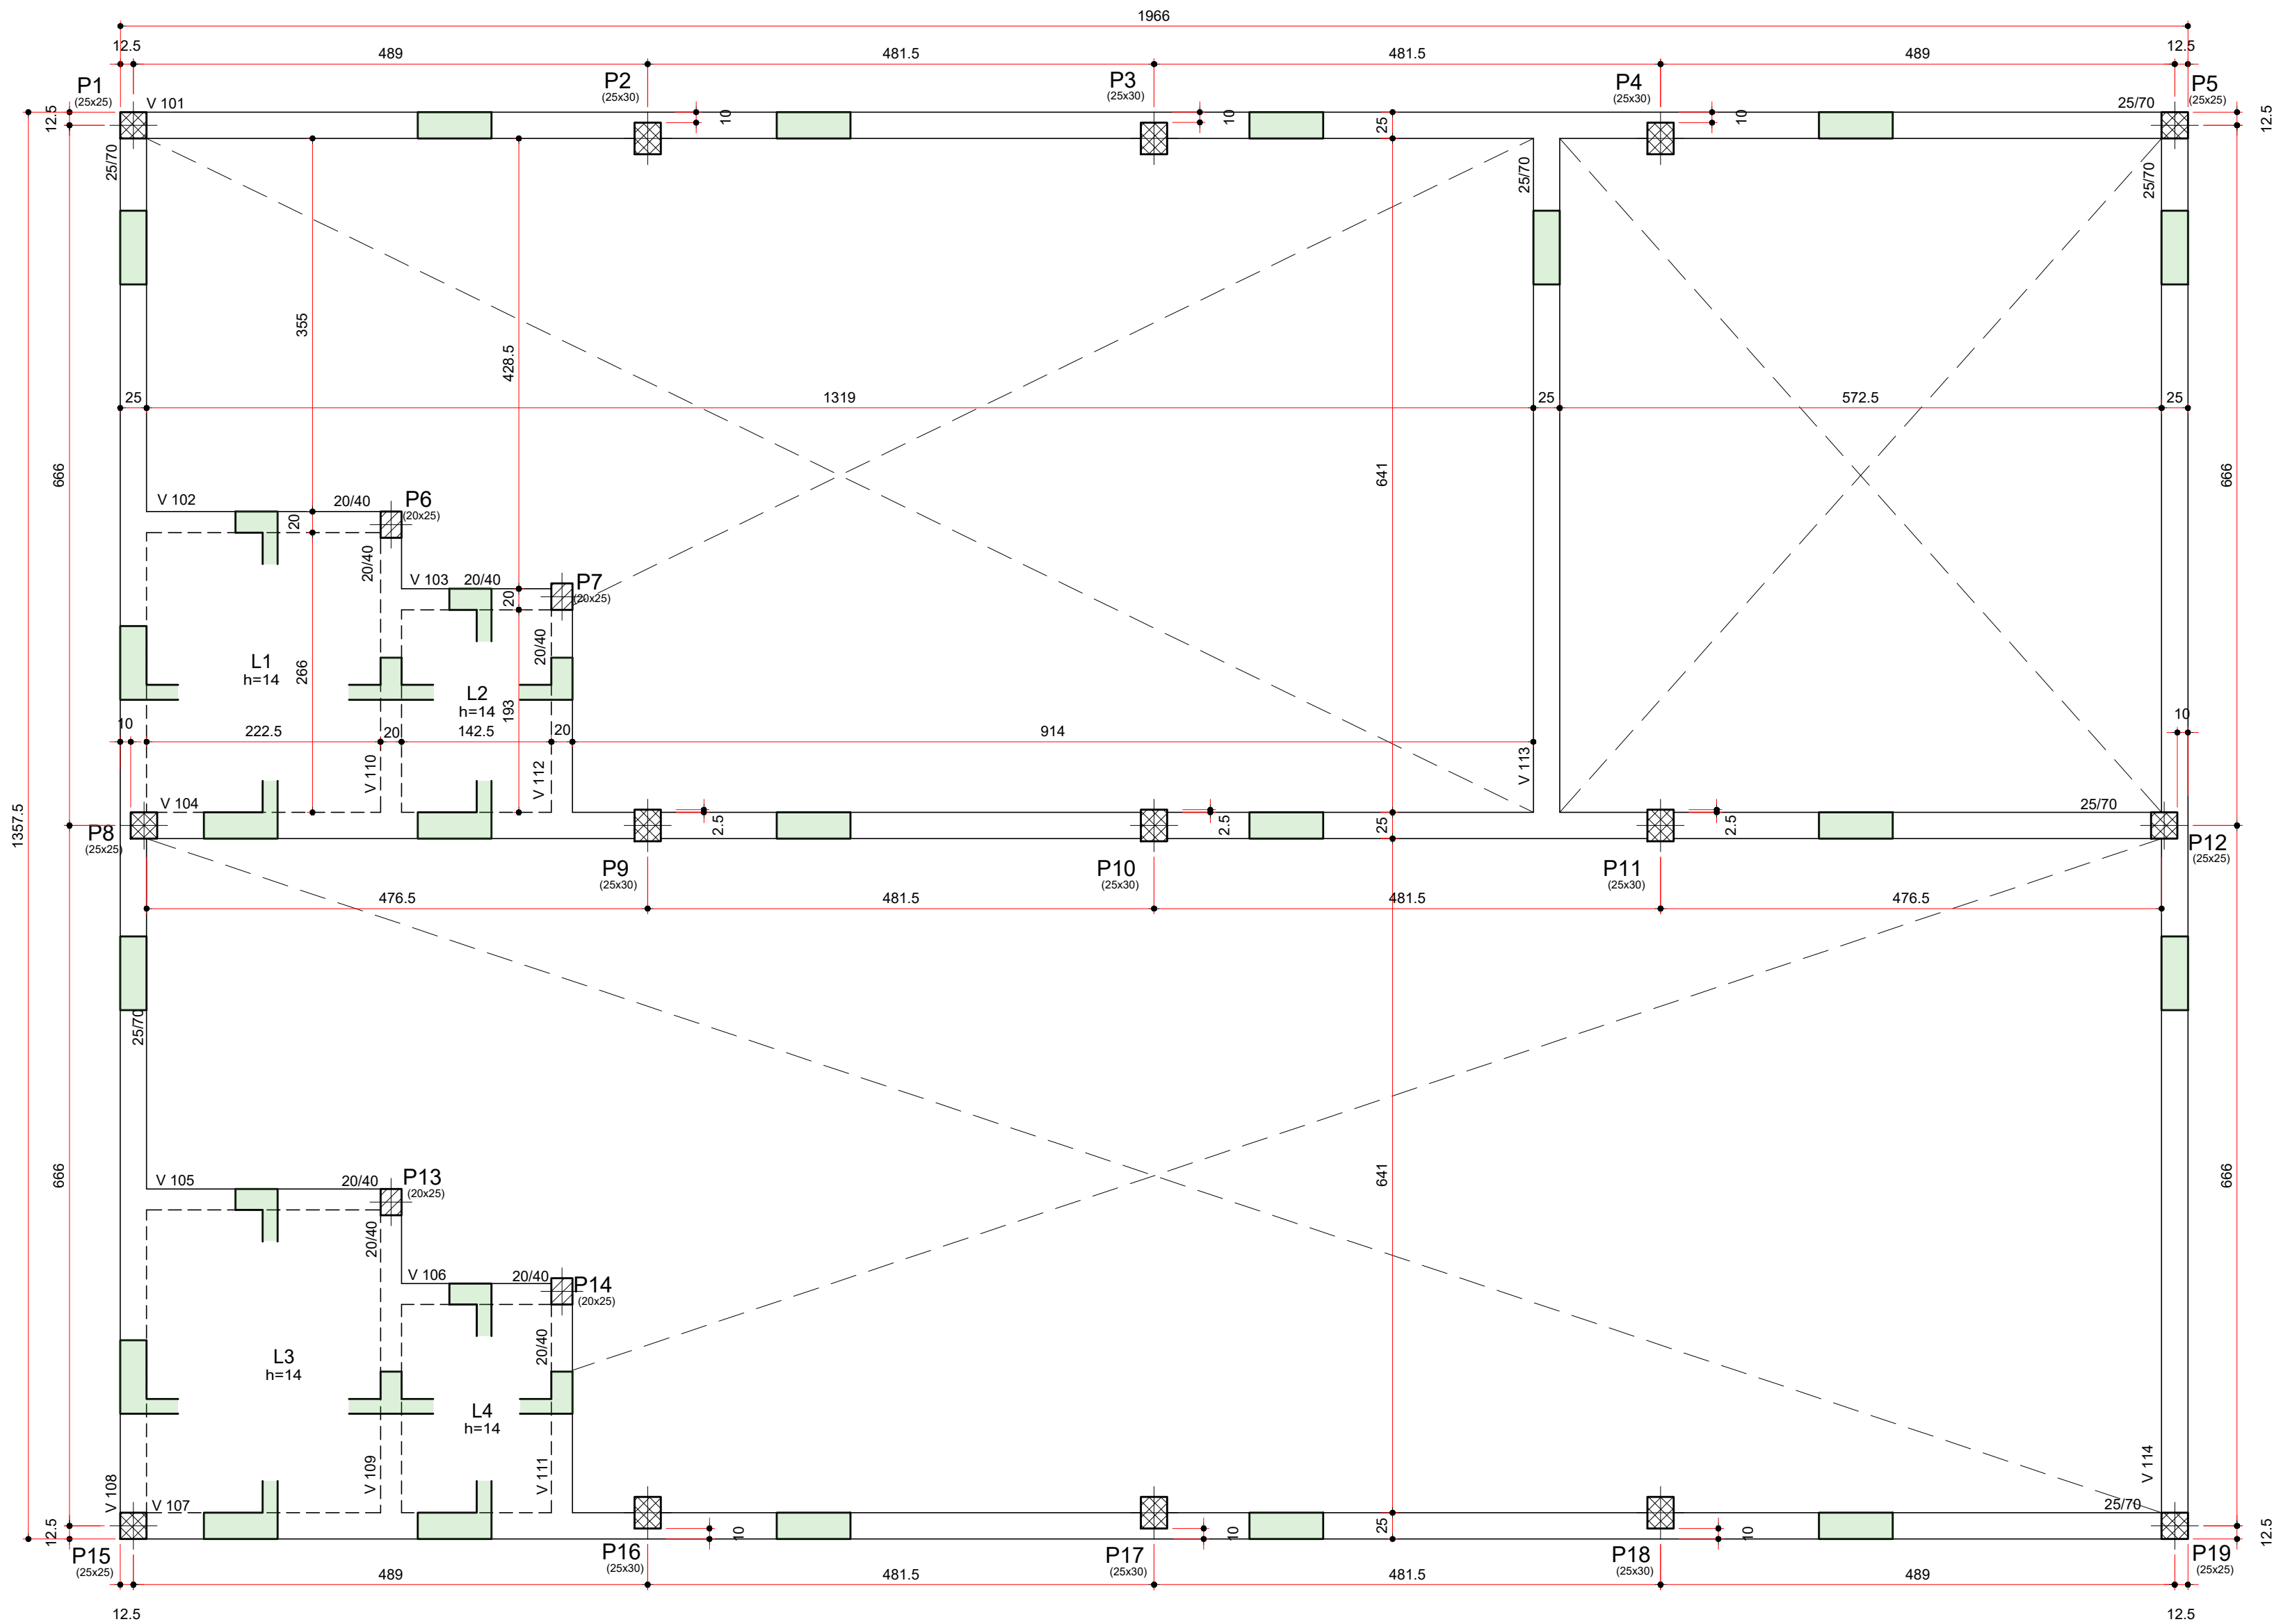 1966
12.5
489
481.5
481.5
489
12.5
P1
(25x25)
P2
(25x30)
P3
(25x30)
P4
(25x30)
P5
(25x25)
V 101
25/70
12.5
10
10
25
10
12.5
25/70
25/70
25/70
355
428.5
25
1319
25
572.5
25
666
641
666
V 102
20/40
P6
(20x25)
20
20/40
V 103
20/40
P7
(20x25)
20
20/40
L1
h=14
266
L2
h=14
193
10
222.5
20
142.5
20
914
10
V 110
V 112
V 113
1357.5
V 104
25/70
P8
(25x25)
2.5
2.5
25
2.5
P12
(25x25)
P9
(25x30)
P10
(25x30)
P11
(25x30)
476.5
481.5
481.5
476.5
25/70
666
641
666
V 105
20/40
P13
(20x25)
20/40
V 106
20/40
P14
(20x25)
20/40
L3
h=14
L4
h=14
V 108
V 109
V 111
V 114
V 107
25/70
12.5
10
10
25
10
12.5
P15
(25x25)
P16
(25x30)
P17
(25x30)
P18
(25x30)
P19
(25x25)
489
481.5
481.5
489
12.5
12.5